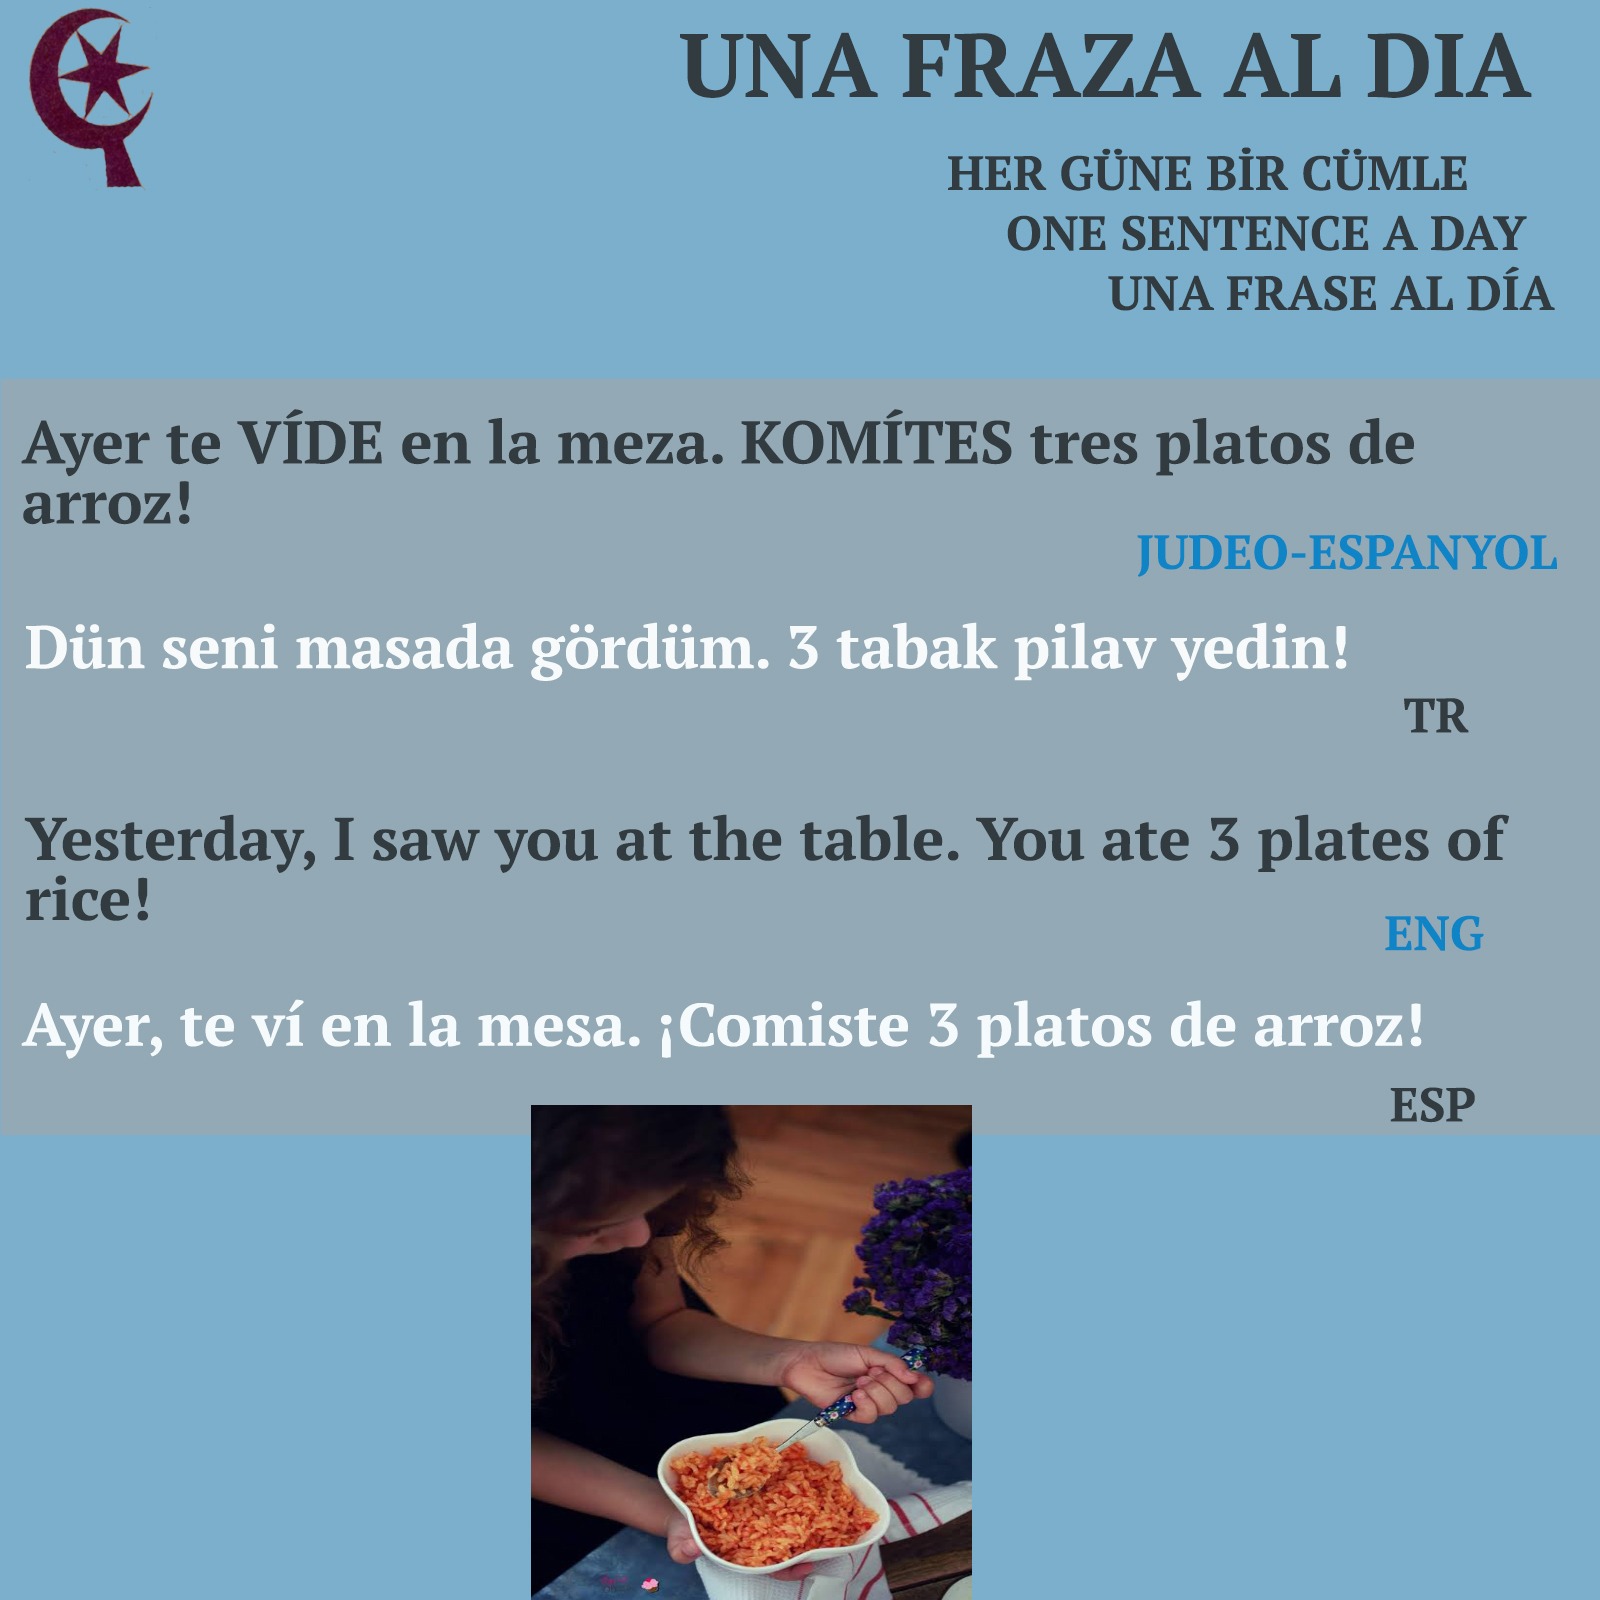 UNA FRAZA AL DIA
HER GÜNE BİR CÜMLE
ONE SENTENCE A DAY
UNA FRASE AL DÍA
Ayer te VÍDE en la meza. KOMÍTES tres platos de
arroz!
JUDEO-ESPANYOL
Dün seni masada gördüm. 3 tabak pilav yedin!
TR
Yesterday, I saw you at the table. You ate 3 plates of
rice!
ENG
Ayer, te ví en la mesa. ¡Comiste 3 platos de arroz!
ESP